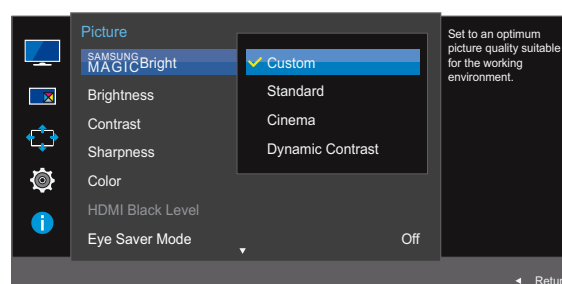 Picture
SAMSUNG
MAGICBright
Brightness
Contrast
Sharpness
Color
HDMI Black Level
Eye Saver Mode Off
Custom
Standard
Cinema
Dynamic Contrast
Set to an optimum
picture quality suitable
for the working
environment.